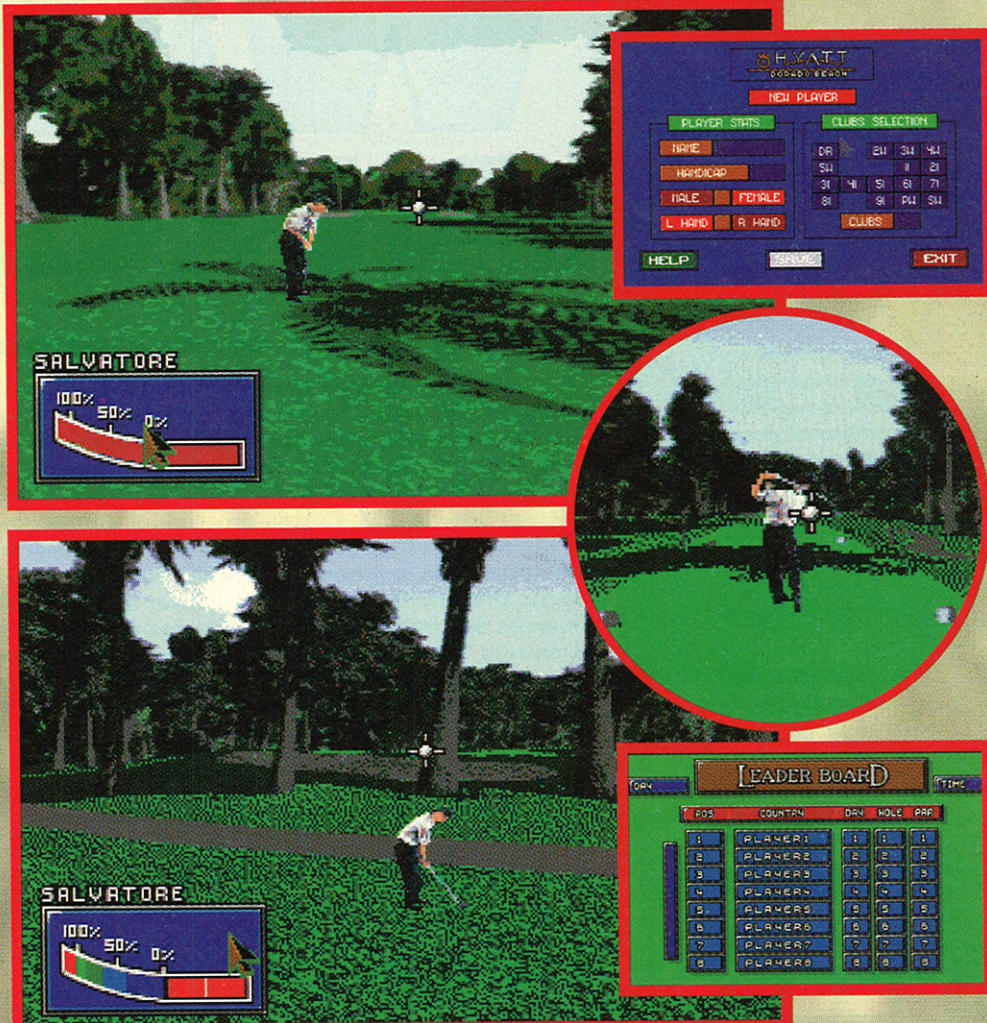 HYATT
DORADO BEACH
NEW PLAYER
PLAYER STATS
CLUBS SELECTION
NAME
HANDICAP
MALE FEMALE
L HAND R HAND
DR 2W 3W 4W
5W 1I 2I
3I 4I 5I 6I 7I
8I 9I PW SW
CLUBS
HELP SAVE EXIT
SALVATORE
100% 50% 0%
SALVATORE
100% 50% 0%
LEADER BOARD
DAY TIME
POS COUNTRY DAY HOLE PAR
1 PLAYER1 1 1 1
2 PLAYER2 2 2 2
3 PLAYER3 3 3 3
4 PLAYER4 4 4 4
5 PLAYER5 5 5 5
6 PLAYER6 6 6 6
7 PLAYER7 7 7 7
8 PLAYER8 8 8 8